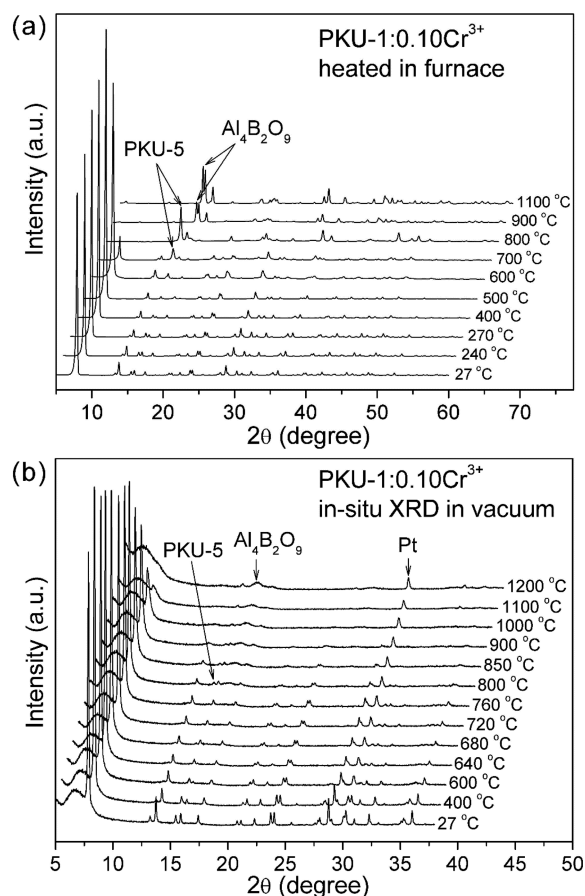 (a)
PKU-1:0.10Cr³⁺
heated in furnace
Al₄B₂O₉
PKU-5
1100 °C
900 °C
800 °C
700 °C
600 °C
500 °C
400 °C
270 °C
240 °C
27 °C
Intensity (a.u.)
10 20 30 40 50 60 70
2θ (degree)
(b)
PKU-1:0.10Cr³⁺
in-situ XRD in vacuum
PKU-5
Al₄B₂O₉
Pt
1200 °C
1100 °C
1000 °C
900 °C
850 °C
800 °C
760 °C
720 °C
680 °C
640 °C
600 °C
400 °C
27 °C
Intensity (a.u.)
5 10 15 20 25 30 35 40 45 50
2θ (degree)